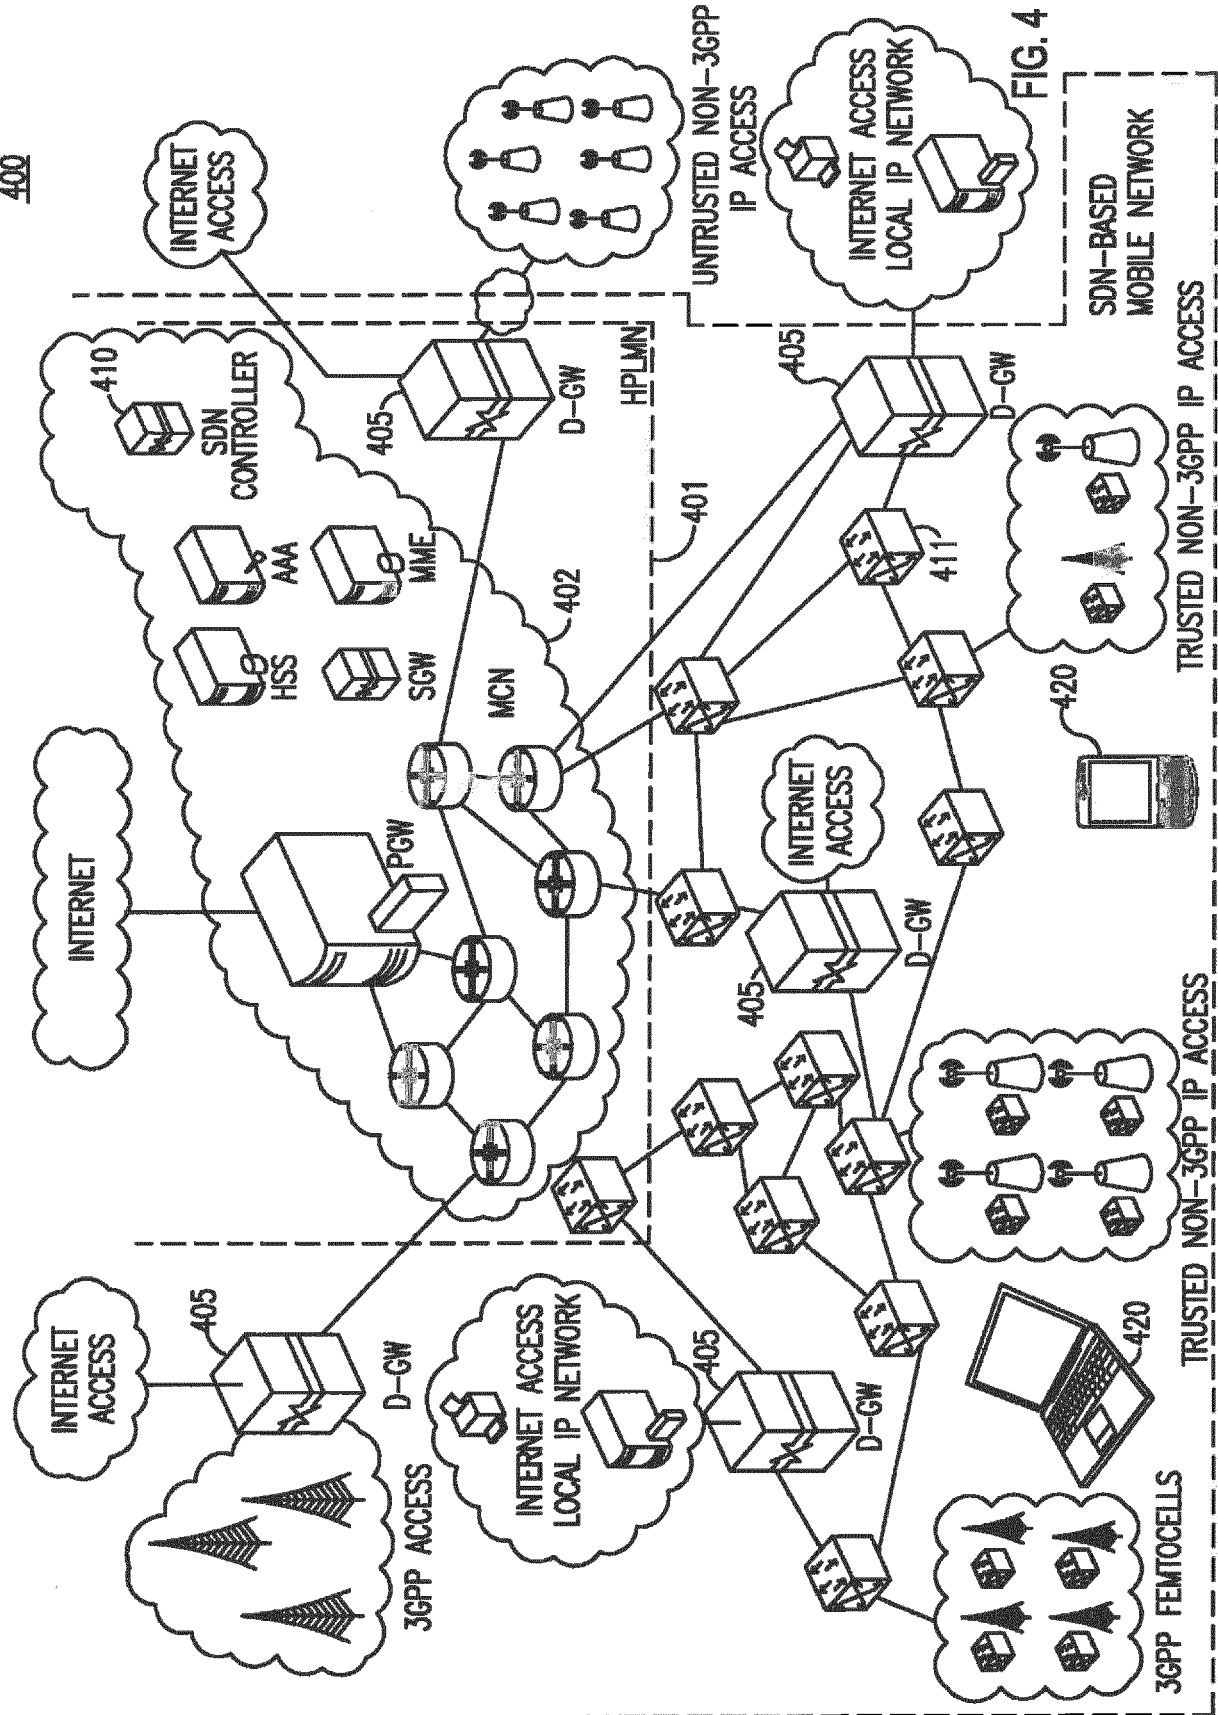 400
INTERNET
ACCESS
410
SDN
CONTROLLER
AAA
MME
HSS
SGW
INTERNET
PGW
MCN
402
405
D-GW
HPLMN
401
UNTRUSTED NON-3GPP
IP ACCESS
INTERNET ACCESS
LOCAL IP NETWORK
FIG. 4
SDN-BASED
MOBILE NETWORK
405
D-GW
411
TRUSTED NON-3GPP IP ACCESS
420
INTERNET
ACCESS
405
D-GW
TRUSTED NON-3GPP IP ACCESS
INTERNET
ACCESS
405
D-GW
3GPP ACCESS
INTERNET ACCESS
LOCAL IP NETWORK
405
D-GW
420
3GPP FEMTOCELLS